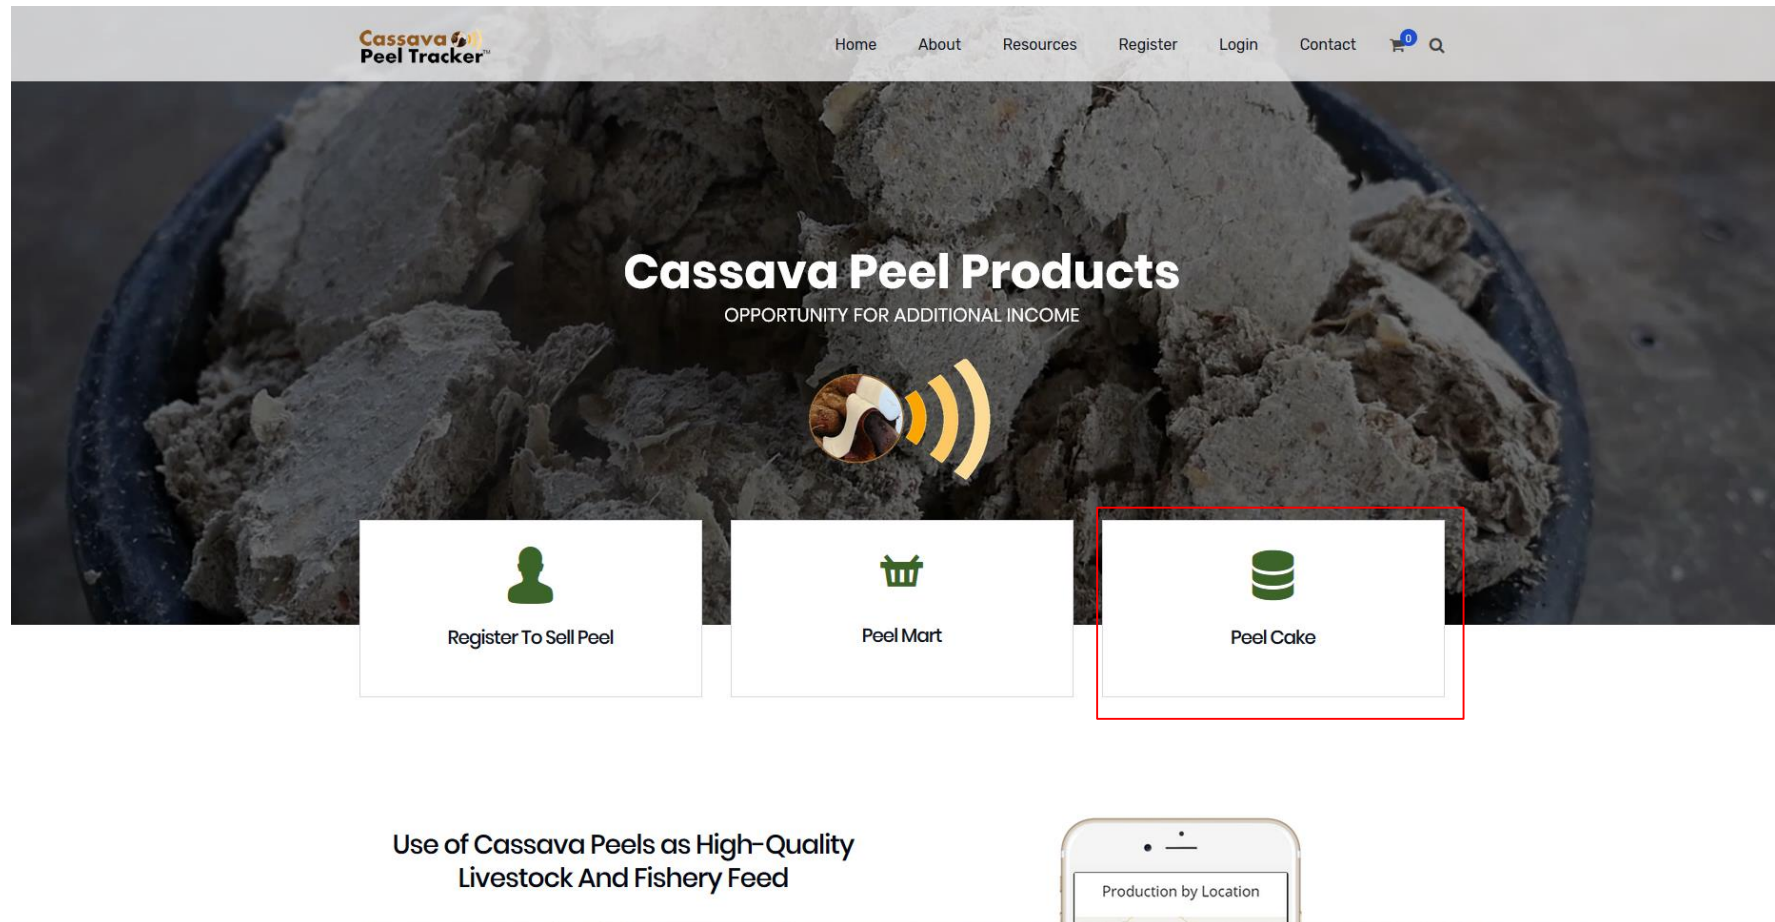 Cassava
Peel Tracker™
Home About Resources Register Login Contact 0
Cassava Peel Products
OPPORTUNITY FOR ADDITIONAL INCOME
Register To Sell Peel
Peel Mart
Peel Cake
Use of Cassava Peels as High-Quality
Livestock And Fishery Feed
Production by Location